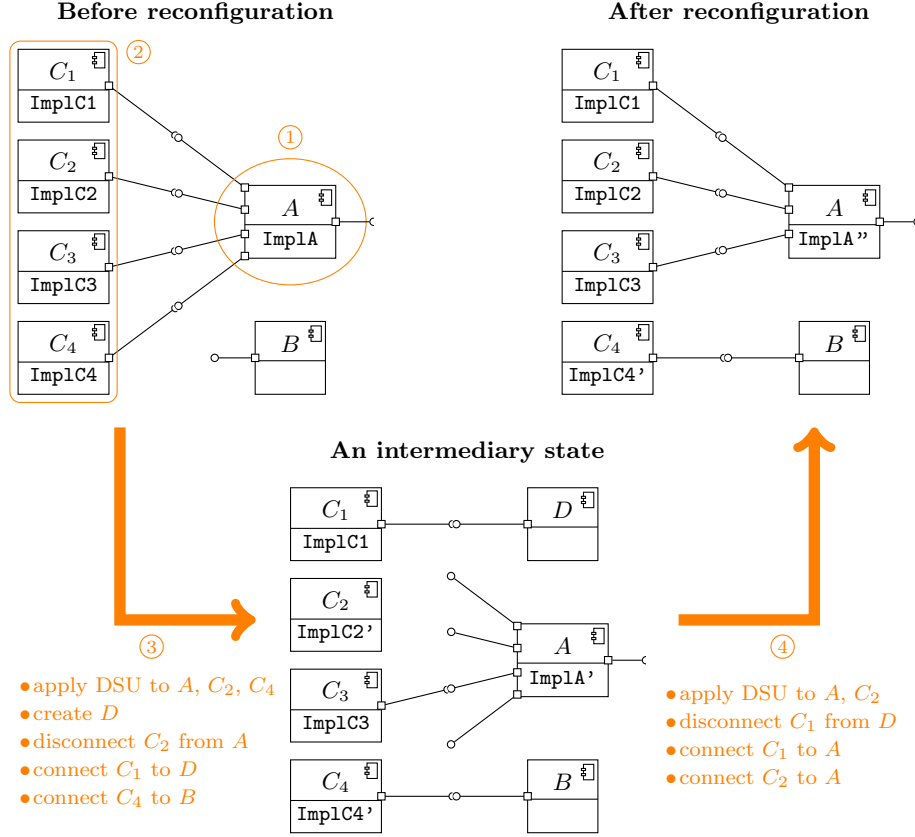 Before reconfiguration
②
C1
ImplC1
C2
ImplC2
C3
ImplC3
C4
ImplC4
①
A
ImplA
B
After reconfiguration
C1
ImplC1
C2
ImplC2
C3
ImplC3
C4
ImplC4'
A
ImplA”
B
③
•apply DSU to A, C2, C4
•create D
•disconnect C2 from A
•connect C1 to D
•connect C4 to B
An intermediary state
C1
ImplC1
D
C2
ImplC2'
C3
ImplC3
A
ImplA'
C4
ImplC4'
B
④
•apply DSU to A, C2
•disconnect C1 from D
•connect C1 to A
•connect C2 to A